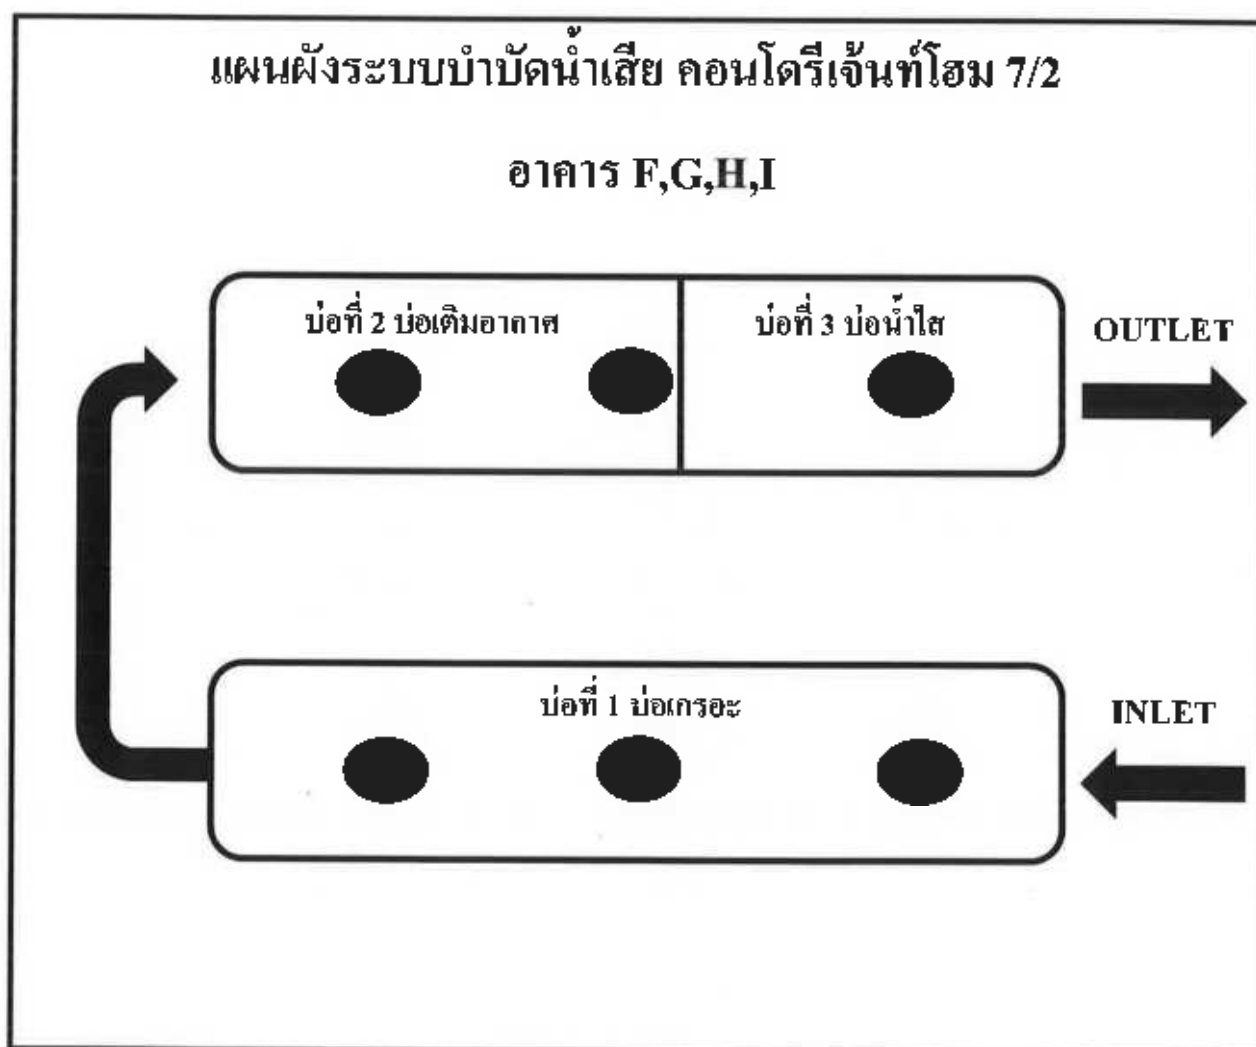 แผนผังระบบบำบัดน้ำเสีย คอนโดรีเจ้นท์โฮม 7/2
อาคาร F,G,H,I
บ่อที่ 2 บ่อเติมอากาศ
บ่อที่ 3 บ่อน้ำใส
OUTLET
บ่อที่ 1 บ่อเกรอะ
INLET